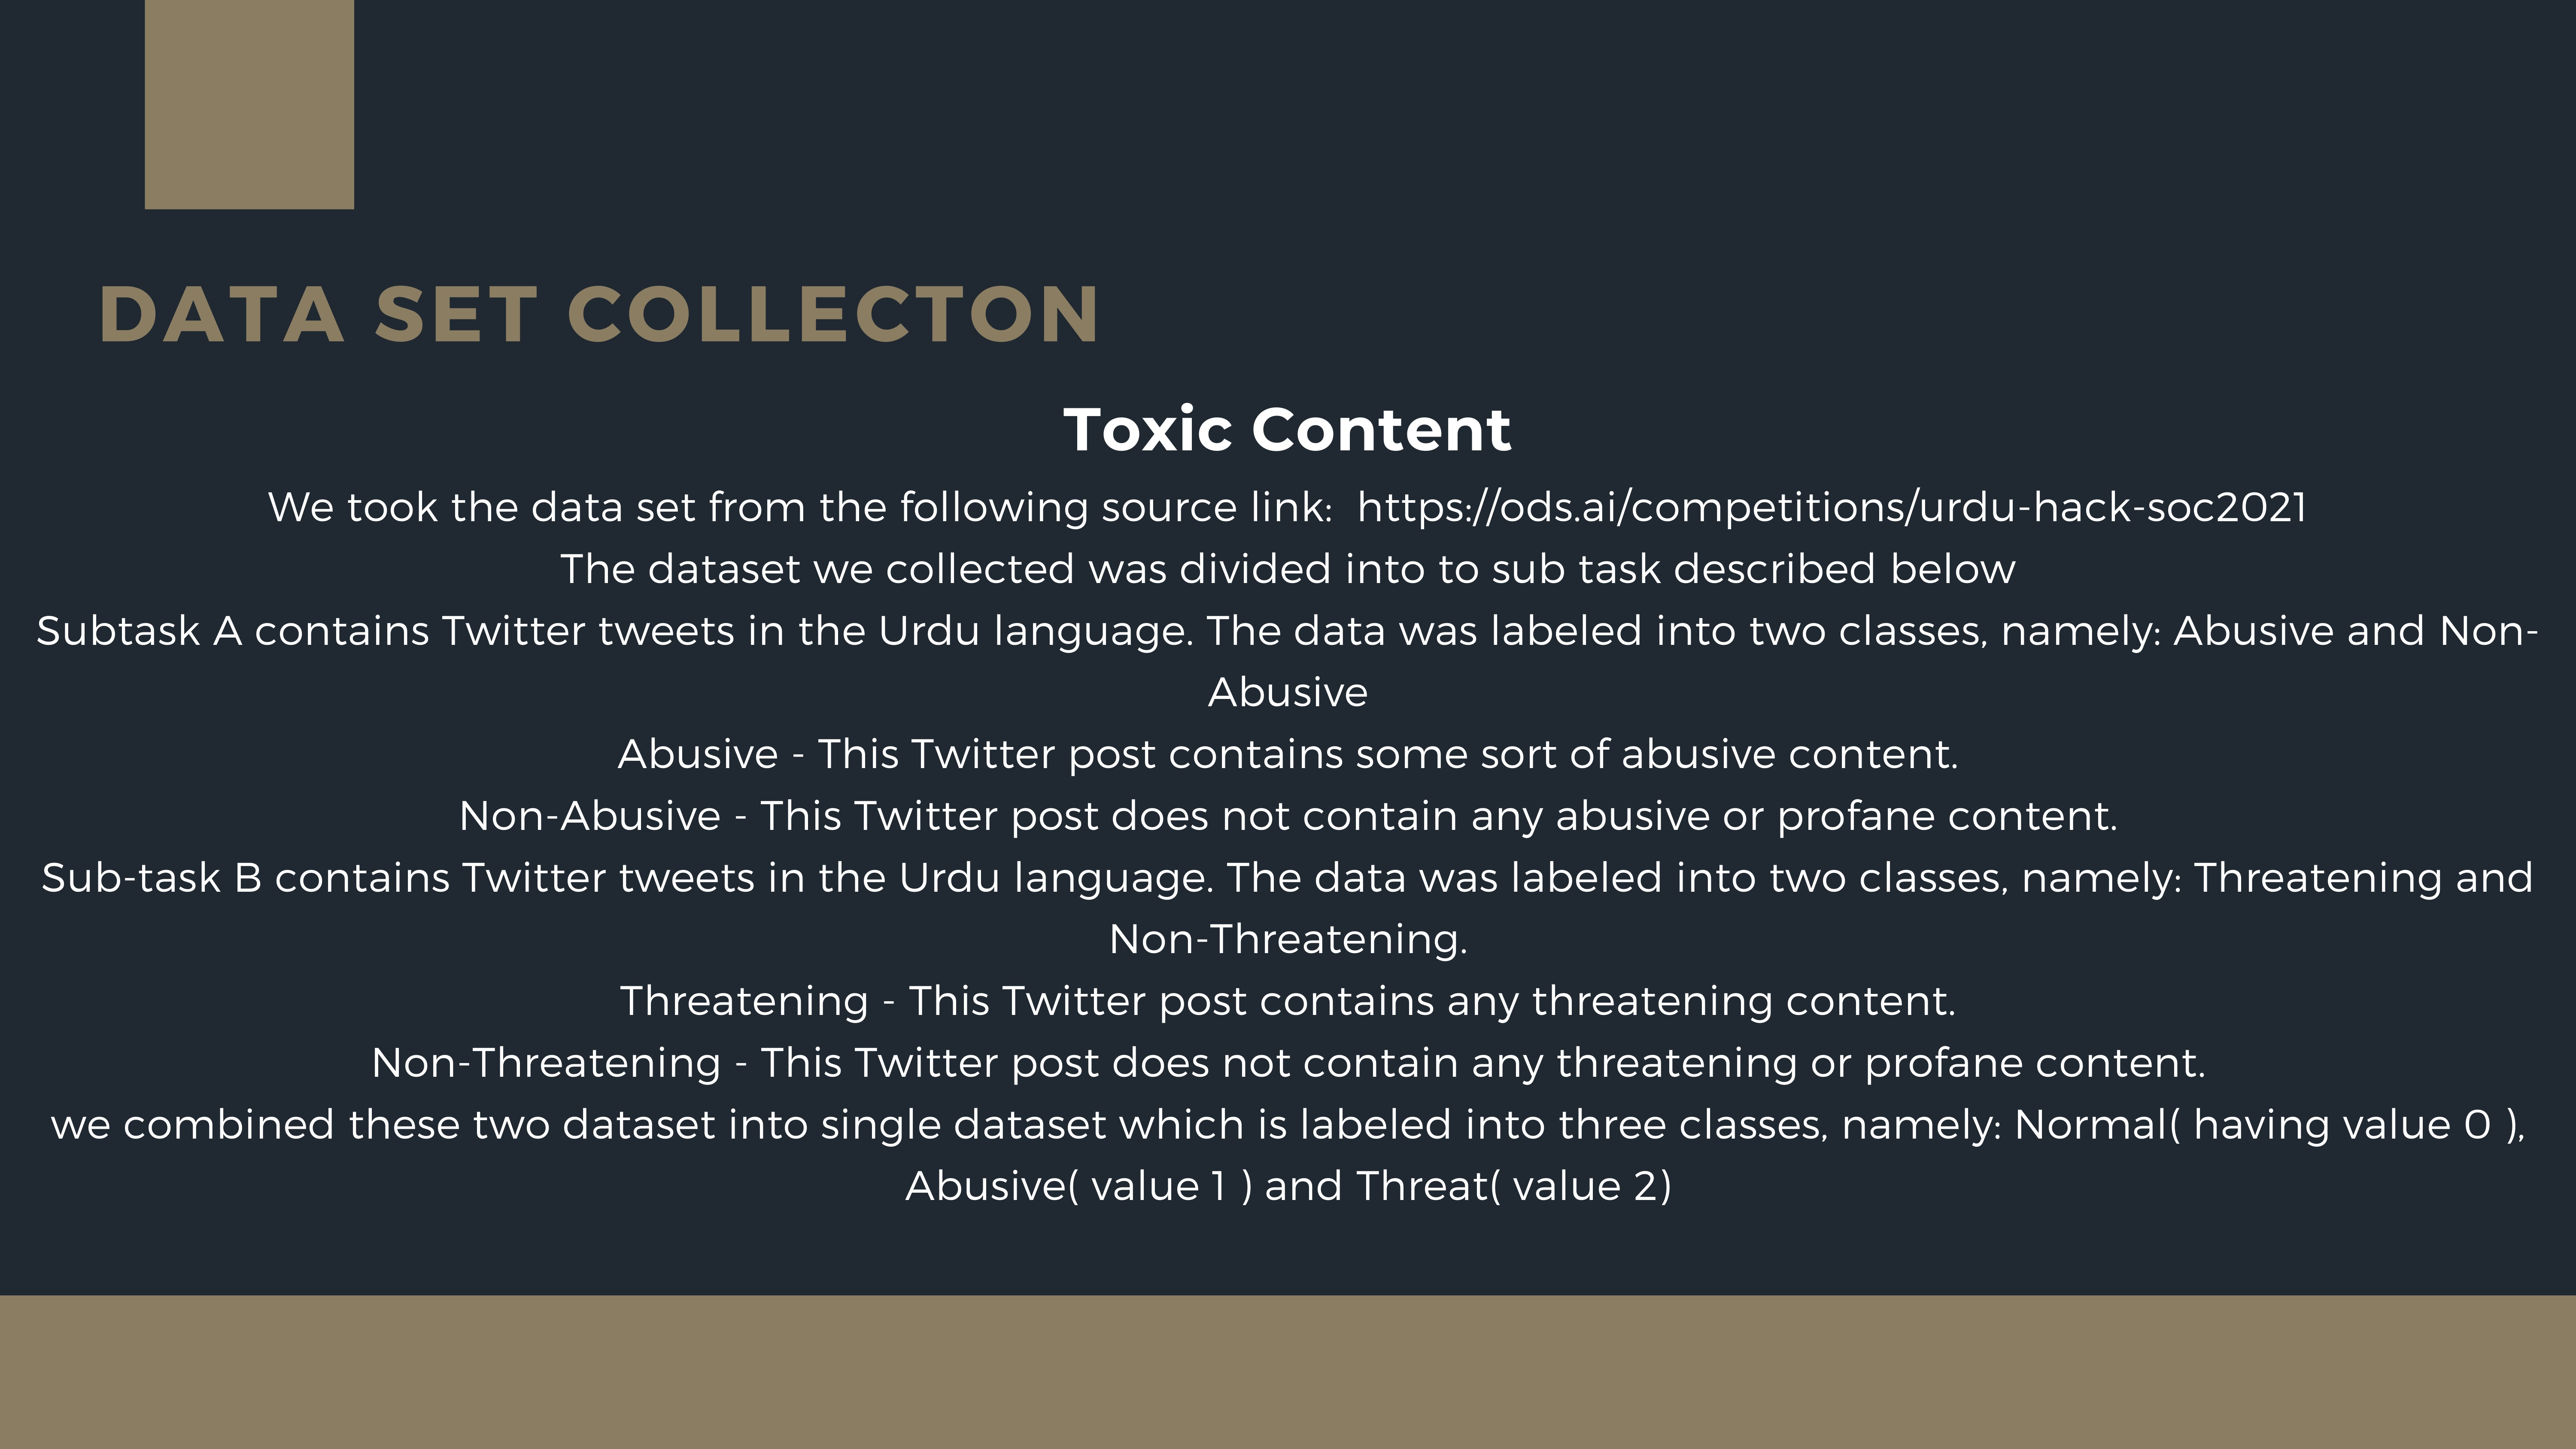 DATA SET COLLECTON
Toxic Content
We took the data set from the following source link:  https://ods.ai/competitions/urdu-hack-soc2021
The dataset we collected was divided into to sub task described below
Subtask A contains Twitter tweets in the Urdu language. The data was labeled into two classes, namely: Abusive and Non-
Abusive
Abusive - This Twitter post contains some sort of abusive content.
Non-Abusive - This Twitter post does not contain any abusive or profane content.
Sub-task B contains Twitter tweets in the Urdu language. The data was labeled into two classes, namely: Threatening and
Non-Threatening.
Threatening - This Twitter post contains any threatening content.
Non-Threatening - This Twitter post does not contain any threatening or profane content.
we combined these two dataset into single dataset which is labeled into three classes, namely: Normal( having value 0 ),
Abusive( value 1 ) and Threat( value 2)